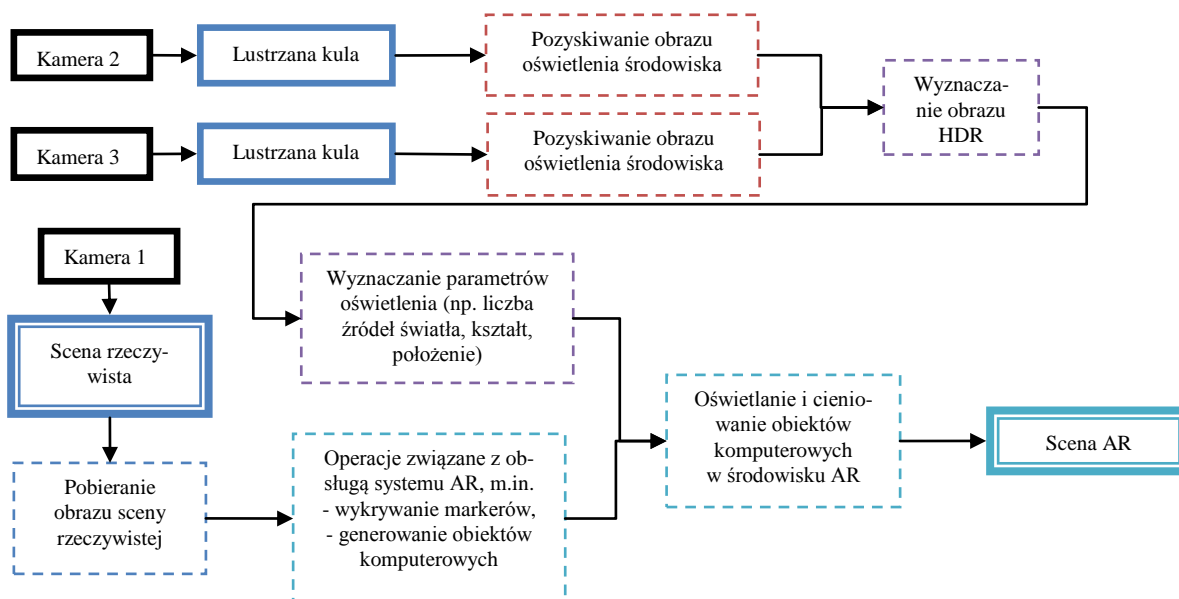 Kamera 2
Lustrzana kula
Pozyskiwanie obrazu
oświetlenia środowiska
Wyznacza-
nie obrazu
HDR
Kamera 3
Lustrzana kula
Pozyskiwanie obrazu
oświetlenia środowiska
Kamera 1
Wyznaczanie parametrów
oświetlenia (np. liczba
źródeł światła, kształt,
położenie)
Scena rzeczy-
wista
Oświetlanie i cienio-
wanie obiektów
komputerowych
w środowisku AR
Scena AR
Pobieranie
obrazu sceny
rzeczywistej
Operacje związane z ob-
sługą systemu AR, m.in.
- wykrywanie markerów,
- generowanie obiektów
komputerowych